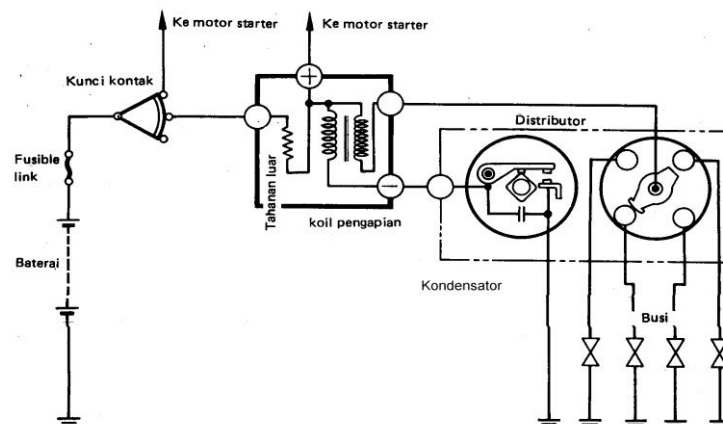 Ke motor starter
Ke motor starter
Kunci kontak
Distributor
Fusible
link
Tahanan luar
koil pengapian
Baterai
Kondensator
Busi